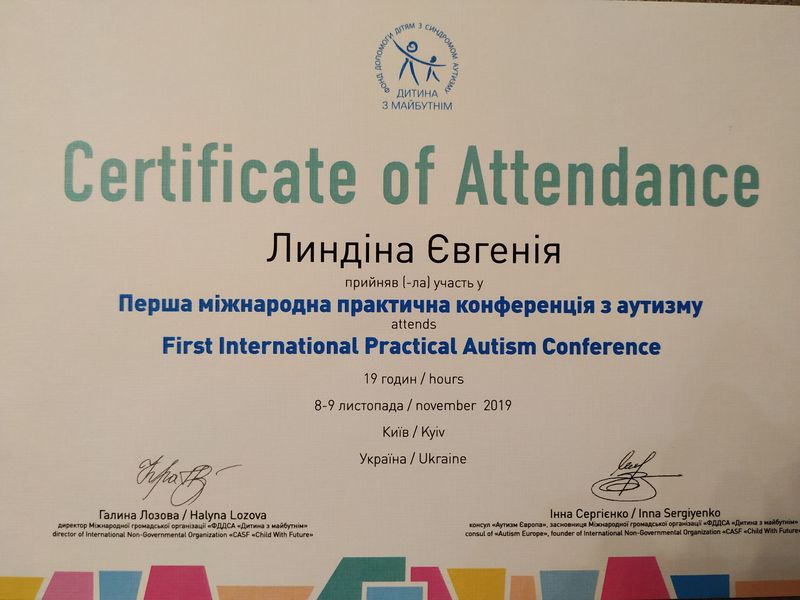 ФОНД ДОПОМОГИ ДІТЯМ З СИНДРОМОМ АУТИЗМУ
ДИТИНА
З МАЙБУТНІМ
Certificate of Attendance
Линдіна Євгенія
прийняв (-ла) участь у
Перша міжнародна практична конференція з аутизму
attends
First International Practical Autism Conference
19 годин / hours
8-9 листопада / november 2019
Київ / Kyiv
Україна / Ukraine
Галина Лозова / Halyna Lozova
директор Міжнародної громадської організації «ФДДСА «Дитина з майбутнім»
director of International Non-Governmental Organization «CASF «Child With Future»
Інна Сергієнко / Inna Sergiyenko
консул «Аутизм Європа», засновниця Міжнародної громадської організації «ФДДСА «Дитина з майбутнім»
consul of «Autism Europe», founder of International Non-Governmental Organization «CASF «Child With Future»